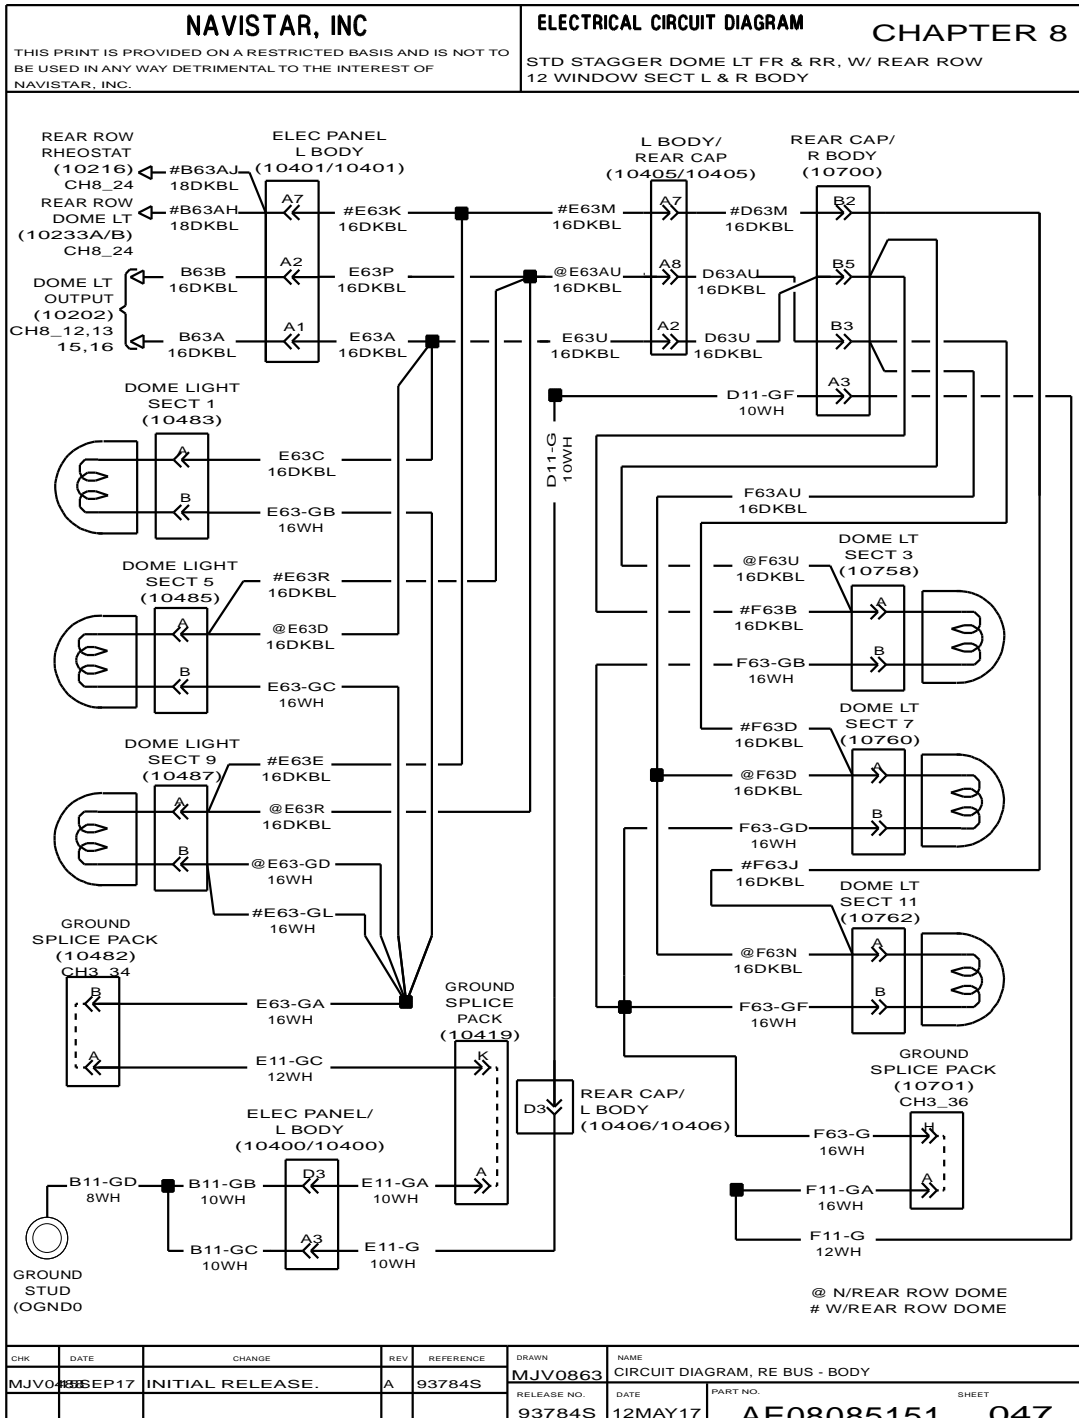 NAVISTAR, INC
THIS PRINT IS PROVIDED ON A RESTRICTED BASIS AND IS NOT TO
BE USED IN ANY WAY DETRIMENTAL TO THE INTEREST OF
NAVISTAR, INC.
ELECTRICAL CIRCUIT DIAGRAM
CHAPTER 8
STD STAGGER DOME LT FR & RR, W/ REAR ROW
12 WINDOW SECT L & R BODY
REAR ROW
RHEOSTAT
(10216)
CH8_24
REAR ROW
DOME LT
(10233A/B)
CH8_24
DOME LT
OUTPUT
(10202)
CH8_12,13
15,16
#B63AJ
18DKBL
#B63AH
18DKBL
B63B
16DKBL
B63A
16DKBL
ELEC PANEL
L BODY
(10401/10401)
A7
A2
A1
#E63K
16DKBL
E63P
16DKBL
E63A
16DKBL
#E63M
16DKBL
@E63AU
16DKBL
E63U
16DKBL
L BODY/
REAR CAP
(10405/10405)
A7
A8
A2
#D63M
16DKBL
D63AU
16DKBL
D63U
16DKBL
REAR CAP/
R BODY
(10700)
B2
B5
B3
A3
D11-GF
10WH
D11-G
10WH
DOME LIGHT
SECT 1
(10483)
A
B
E63C
16DKBL
E63-GB
16WH
DOME LIGHT
SECT 5
(10485)
A
B
#E63R
16DKBL
@E63D
16DKBL
E63-GC
16WH
DOME LIGHT
SECT 9
(10487)
A
B
#E63E
16DKBL
@E63R
16DKBL
@E63-GD
16WH
#E63-GL
16WH
F63AU
16DKBL
DOME LT
SECT 3
(10758)
A
B
@F63U
16DKBL
#F63B
16DKBL
F63-GB
16WH
DOME LT
SECT 7
(10760)
A
B
#F63D
16DKBL
@F63D
16DKBL
F63-GD
16WH
#F63J
16DKBL
DOME LT
SECT 11
(10762)
A
B
@F63N
16DKBL
F63-GF
16WH
GROUND
SPLICE PACK
(10482)
CH3_34
B
A
E63-GA
16WH
E11-GC
12WH
GROUND
SPLICE
PACK
(10419)
K
A
REAR CAP/
L BODY
(10406/10406)
D3
ELEC PANEL/
L BODY
(10400/10400)
D3
A3
B11-GD
8WH
B11-GB
10WH
B11-GC
10WH
E11-GA
10WH
E11-G
10WH
GROUND
STUD
(OGND0
GROUND
SPLICE PACK
(10701)
CH3_36
H
A
F63-G
16WH
F11-GA
16WH
F11-G
12WH
@ N/REAR ROW DOME
# W/REAR ROW DOME
CHK DATE CHANGE REV REFERENCE
INITIAL RELEASE. A 93784S
DRAWN
MJV0863
NAME
CIRCUIT DIAGRAM, RE BUS - BODY
RELEASE NO.
93784S
DATE
12MAY17
PART NO.
AE08085151
SHEET
047